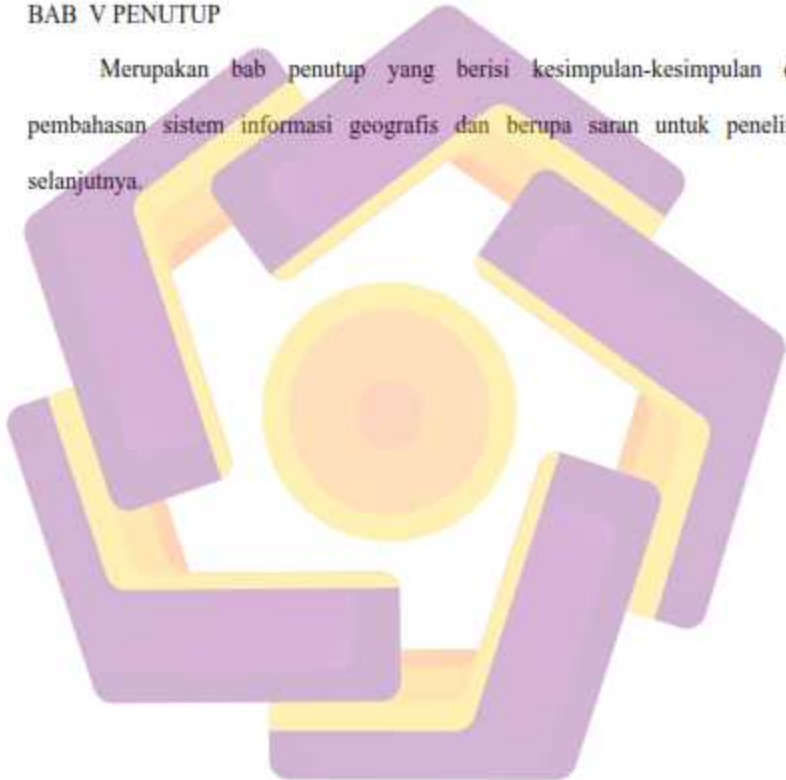 BAB V PENUTUP
Merupakan bab penutup yang berisi kesimpulan-kesimpulan
pembahasan sistem informasi geografis dan berupa saran untuk
selanjutnya.